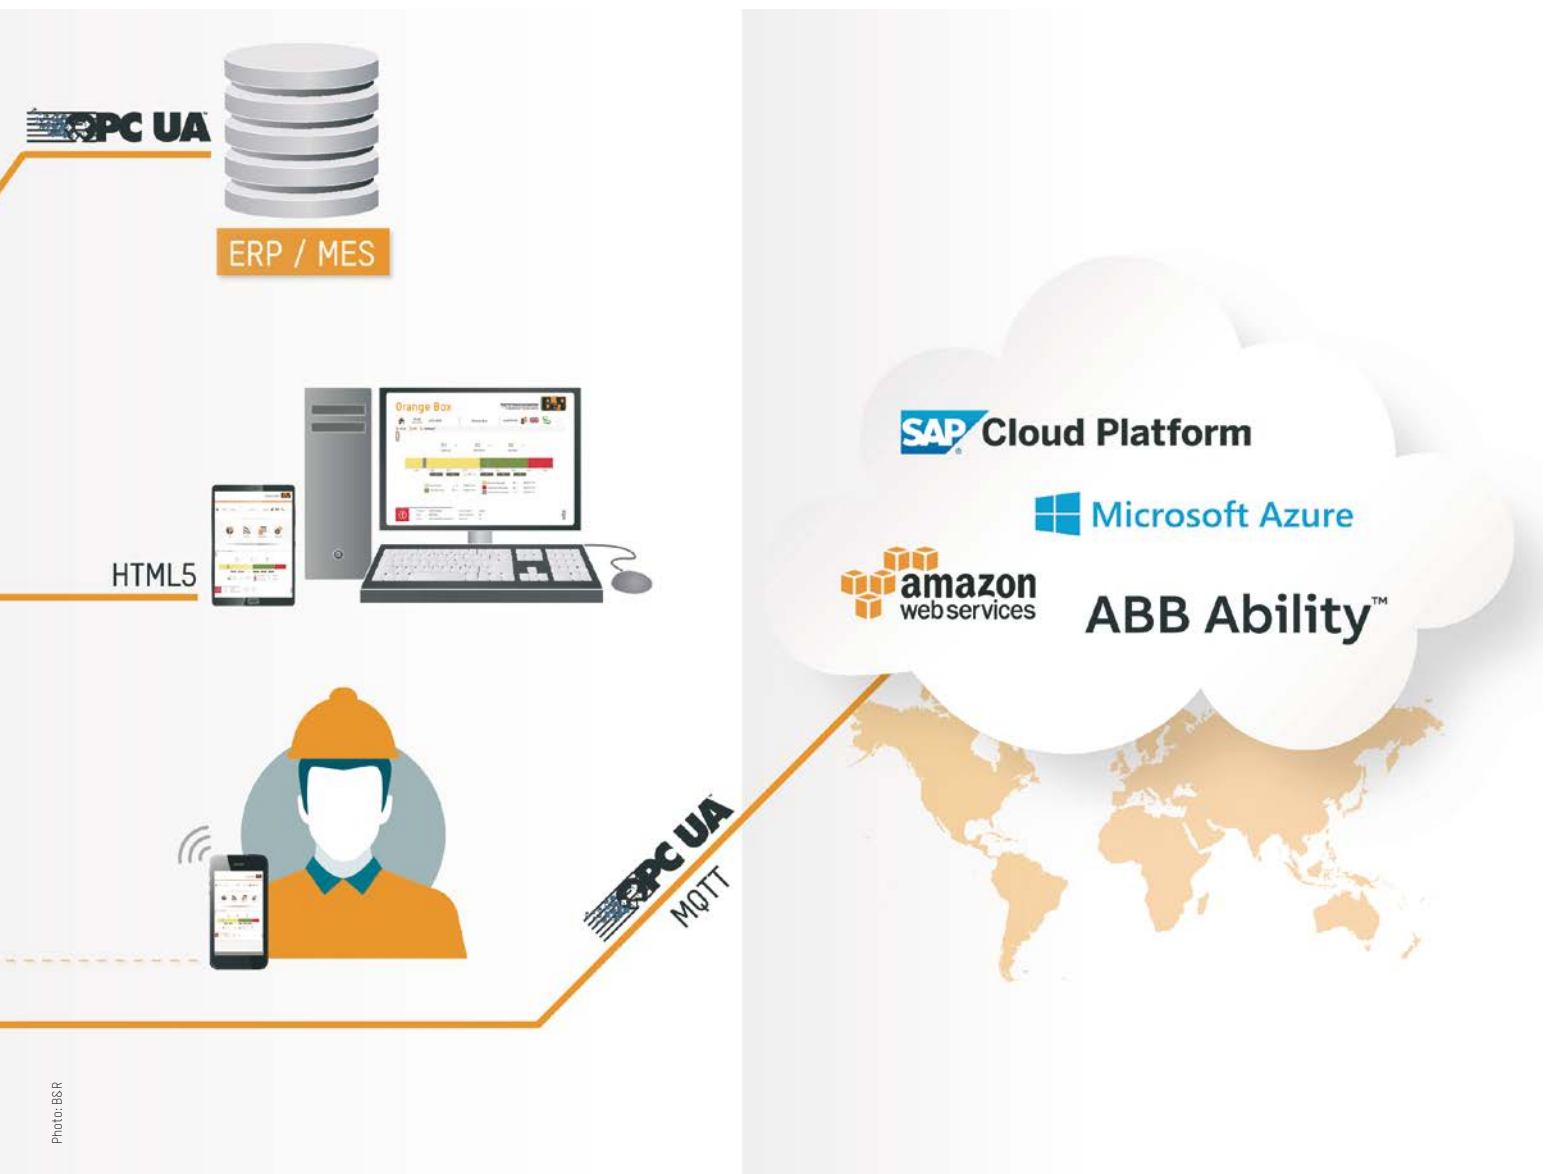 OPC UA
ERP / MES
Orange Box
HTML5
SAP Cloud Platform
Microsoft Azure
amazon
web services
ABB Ability™
OPC UA
MQTT
Photo: B&R